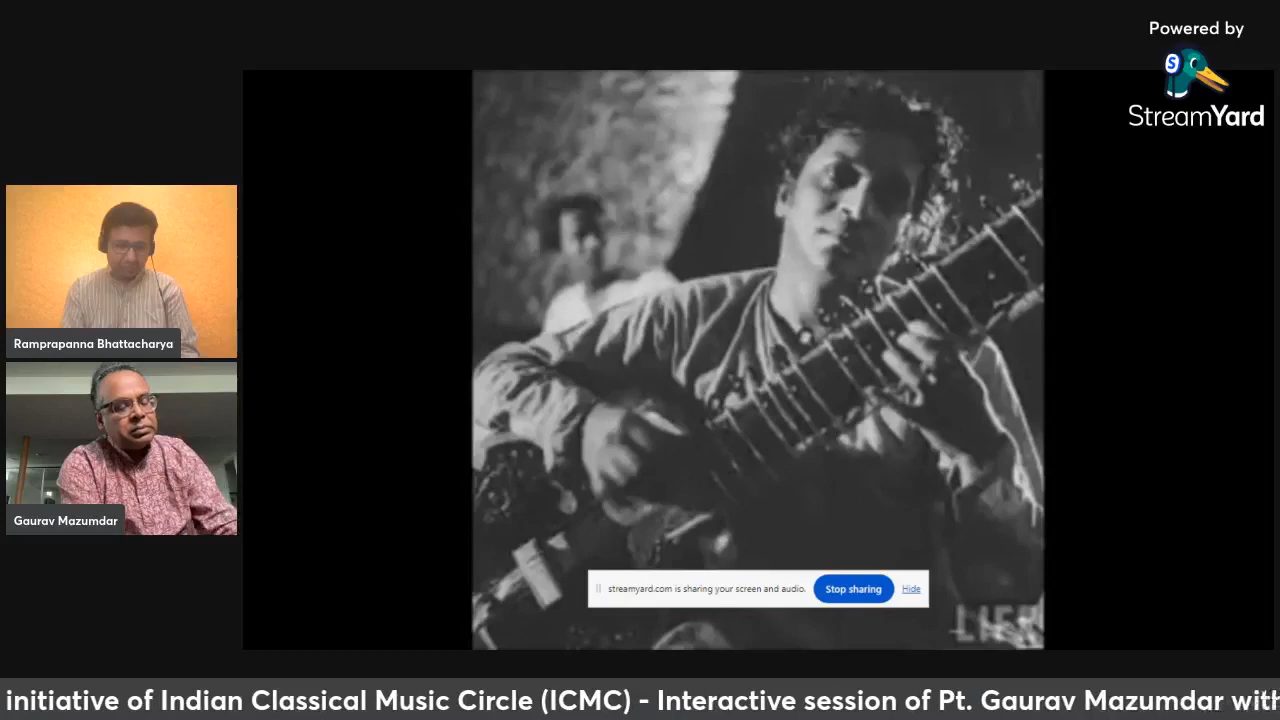 Powered by
StreamYard
Ramprapanna Bhattacharya
Gaurav Mazumdar
streamyard.com is sharing your screen and audio.
Stop sharing
Hide
LIFE
initiative of Indian Classical Music Circle (ICMC) - Interactive session of Pt. Gaurav Mazumdar with